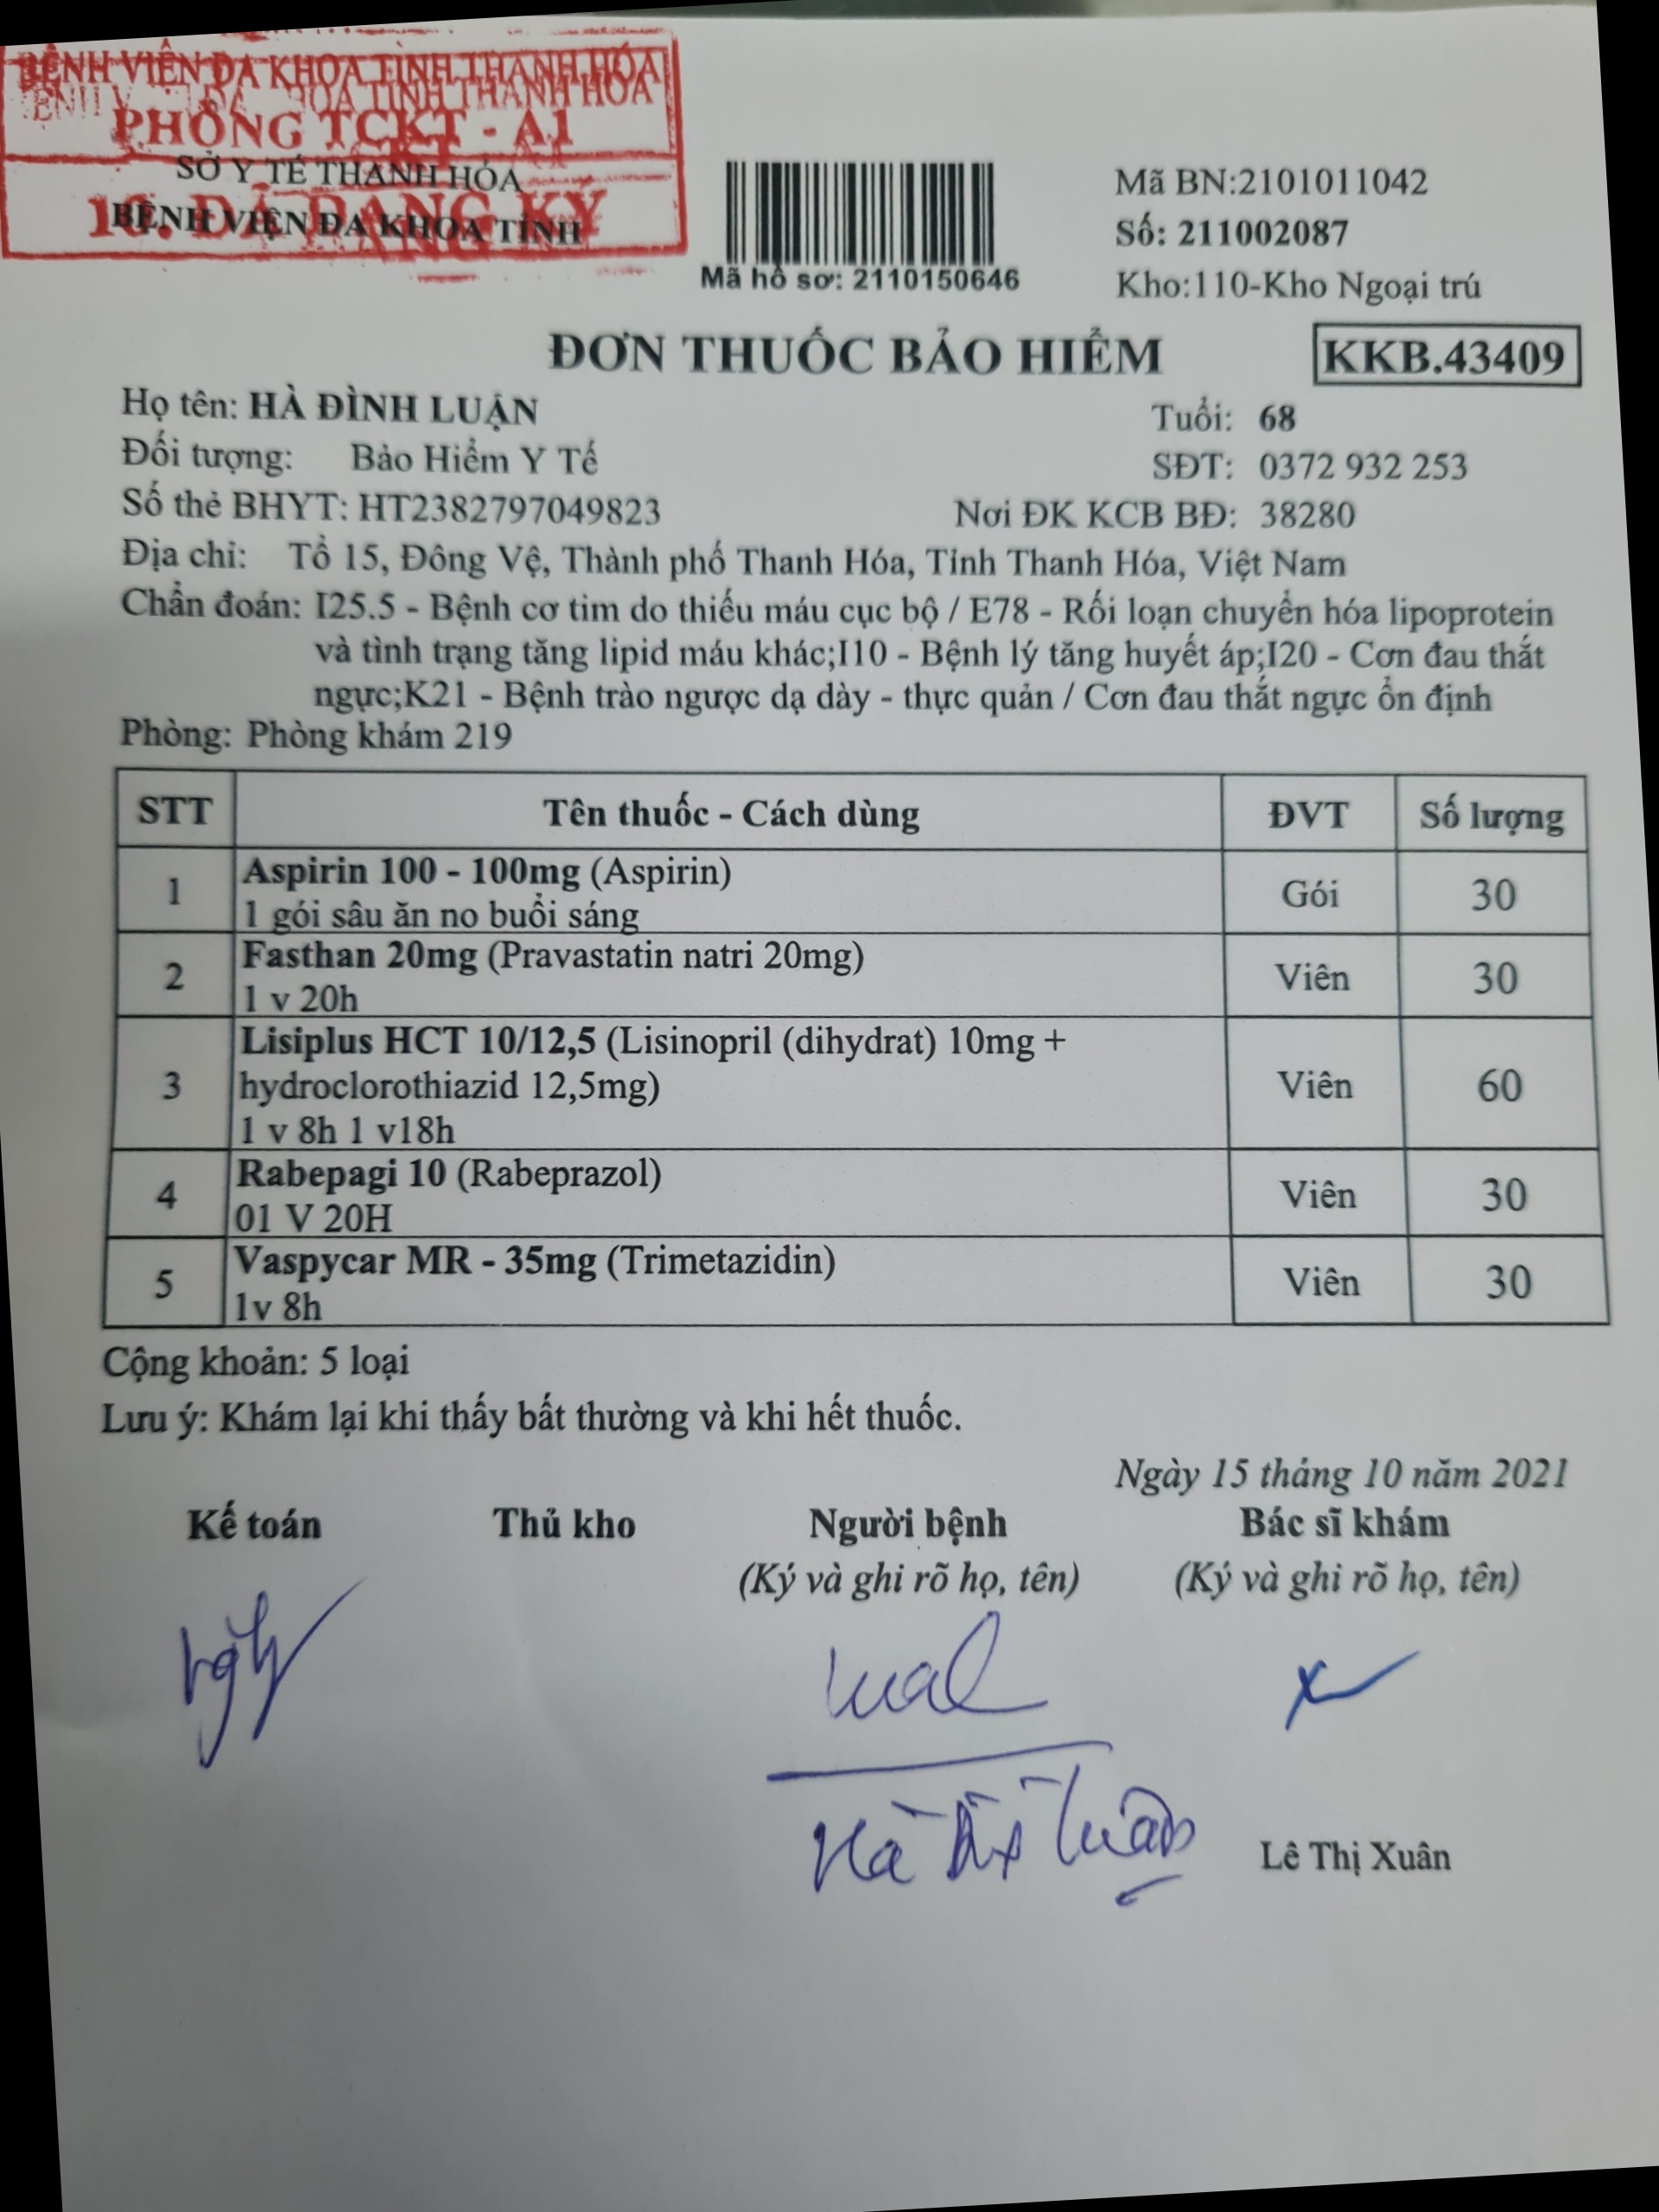 BỆNH VIỆN ĐA KHOA TỈNH THANH HÓA
PHÒNG TCKT - A1
SỞ Y TẾ THANH HÓA
BỆNH VIỆN ĐA KHOA TỈNH
10. ĐÃ ĐĂNG KÝ
Mã hồ sơ: 2110150646
Mã BN:2101011042
Số: 211002087
Kho:110-Kho Ngoại trú
ĐƠN THUỐC BẢO HIỂM
KKB.43409
Họ tên: HÀ ĐÌNH LUẬN Tuổi: 68
Đối tượng: Bảo Hiểm Y Tế SĐT: 0372 932 253
Số thẻ BHYT: HT2382797049823 Nơi ĐK KCB BĐ: 38280
Địa chỉ: Tổ 15, Đông Vệ, Thành phố Thanh Hóa, Tỉnh Thanh Hóa, Việt Nam
Chẩn đoán: I25.5 - Bệnh cơ tim do thiếu máu cục bộ / E78 - Rối loạn chuyển hóa lipoprotein
và tình trạng tăng lipid máu khác;I10 - Bệnh lý tăng huyết áp;I20 - Cơn đau thắt
ngực;K21 - Bệnh trào ngược dạ dày - thực quản / Cơn đau thắt ngực ổn định
Phòng: Phòng khám 219
STT Tên thuốc - Cách dùng ĐVT Số lượng
1 Aspirin 100 - 100mg (Aspirin) Gói 30
1 gói sâu ăn no buổi sáng
2 Fasthan 20mg (Pravastatin natri 20mg) Viên 30
1 v 20h
3 Lisiplus HCT 10/12,5 (Lisinopril (dihydrat) 10mg + Viên 60
hydroclorothiazid 12,5mg)
1 v 8h 1 v18h
4 Rabepagi 10 (Rabeprazol) Viên 30
01 V 20H
5 Vaspycar MR - 35mg (Trimetazidin) Viên 30
1v 8h
Cộng khoản: 5 loại
Lưu ý: Khám lại khi thấy bất thường và khi hết thuốc.
Ngày 15 tháng 10 năm 2021
Kế toán Thủ kho Người bệnh Bác sĩ khám
(Ký và ghi rõ họ, tên) (Ký và ghi rõ họ, tên)
Hà Đình Luận
Lê Thị Xuân